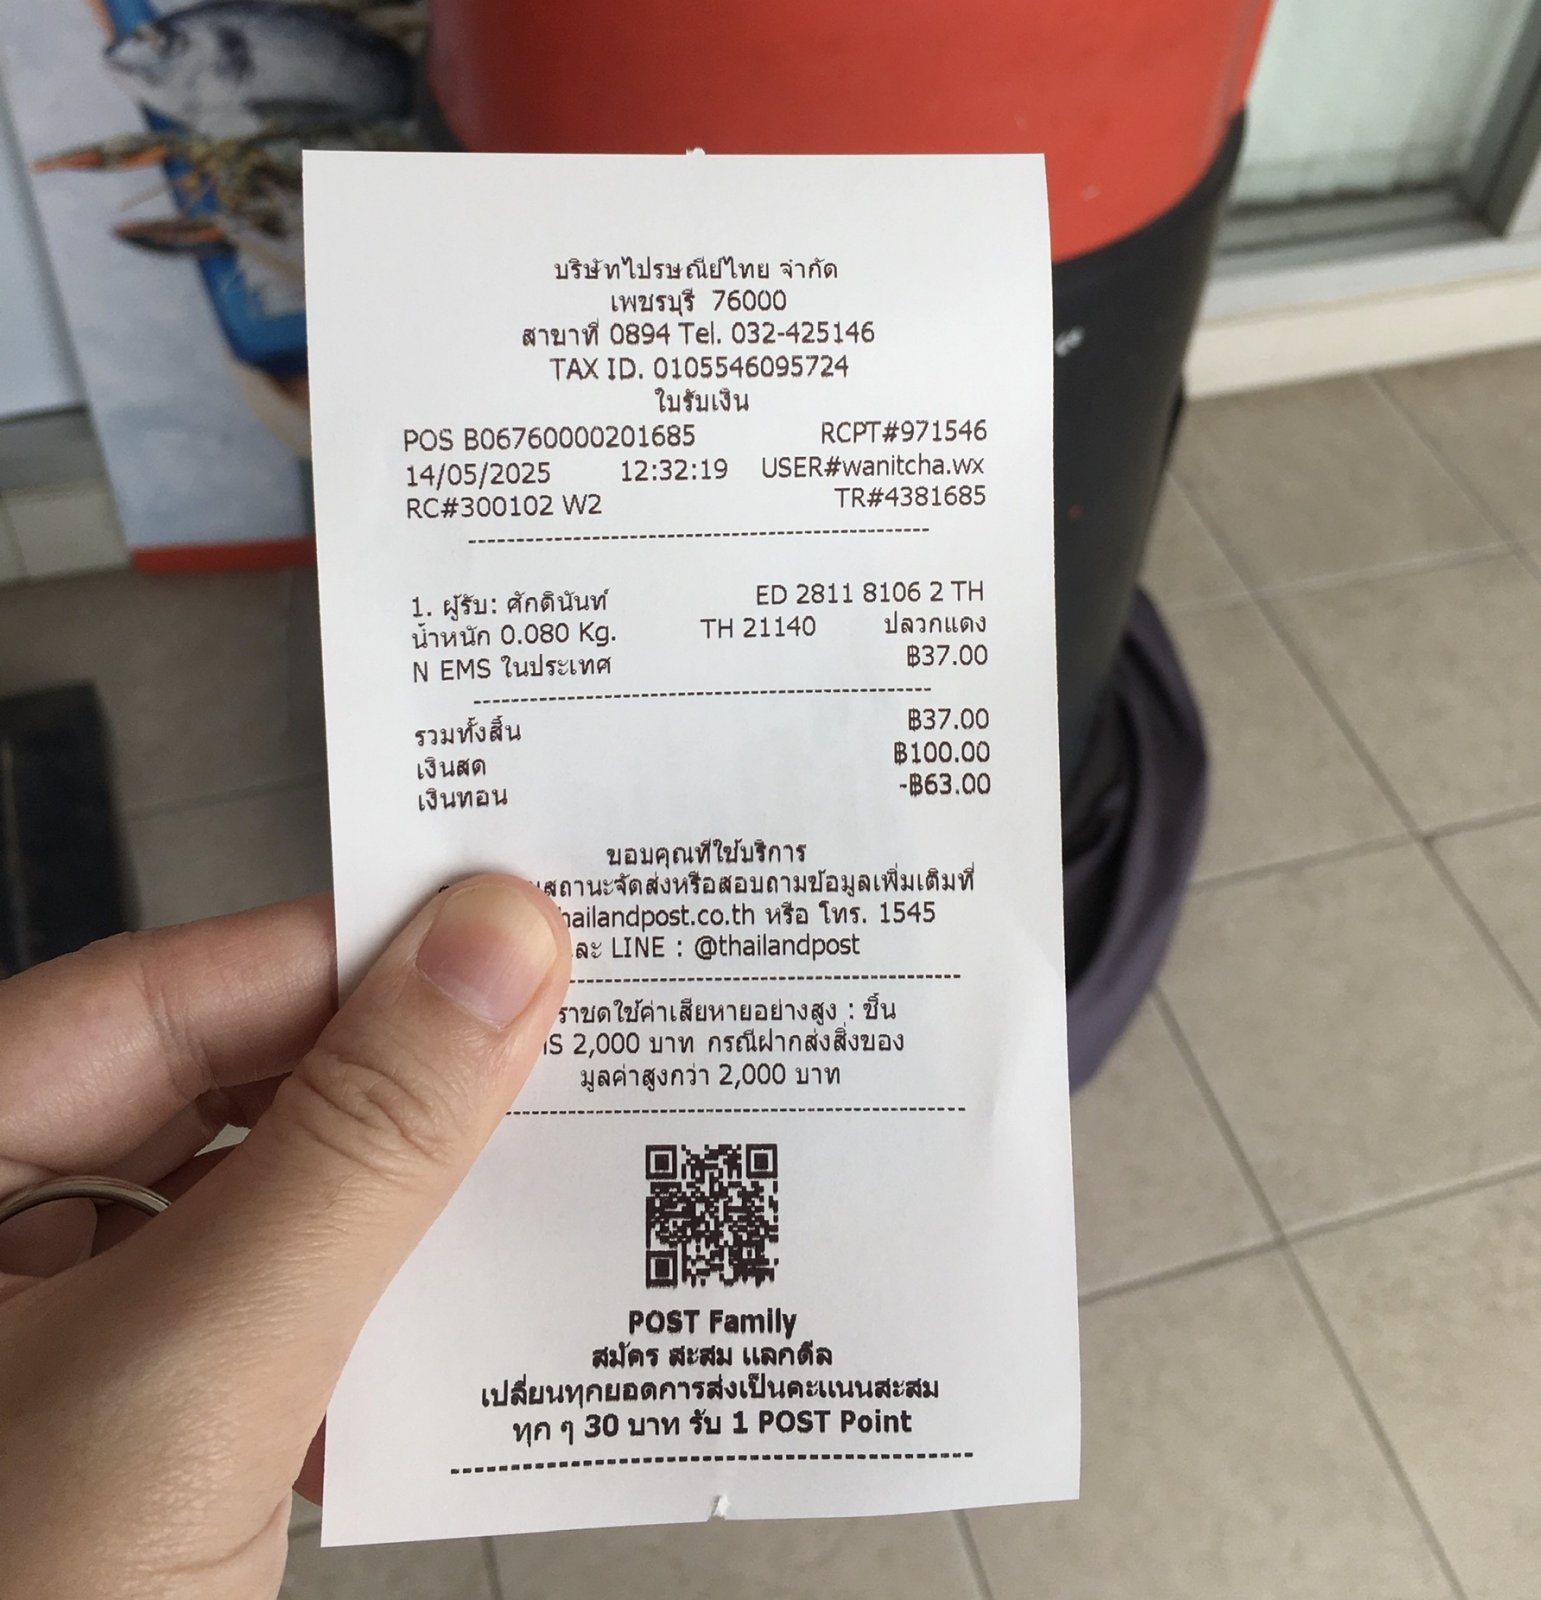 บริษัทไปรษณีย์ไทย จำกัด
เพชรบุรี 76000
สาขาที่ 0894 Tel. 032-425146
TAX ID. 0105546095724
ใบรับเงิน
POS B06760000201685 RCPT#971546
14/05/2025 12:32:19 USER#wanitcha.wx
RC#300102 W2 TR#4381685
1. ผู้รับ: ศักดินันท์ ED 2811 8106 2 TH
น้ำหนัก 0.080 Kg. TH 21140 ปลวกแดง
N EMS ในประเทศ ฿37.00
รวมทั้งสิ้น ฿37.00
เงินสด ฿100.00
เงินทอน -฿63.00
ขอบคุณที่ใช้บริการ
สถานะจัดส่งหรือสอบถามข้อมูลเพิ่มเติมที่
hailandpost.co.th หรือ โทร. 1545
ละ LINE : @thailandpost
ราชดใช้ค่าเสียหายอย่างสูง : ชิ้น
S 2,000 บาท กรณีฝากส่งสิ่งของ
มูลค่าสูงกว่า 2,000 บาท
POST Family
สมัคร สะสม แลกดีล
เปลี่ยนทุกยอดการส่งเป็นคะแนนสะสม
ทุก ๆ 30 บาท รับ 1 POST Point